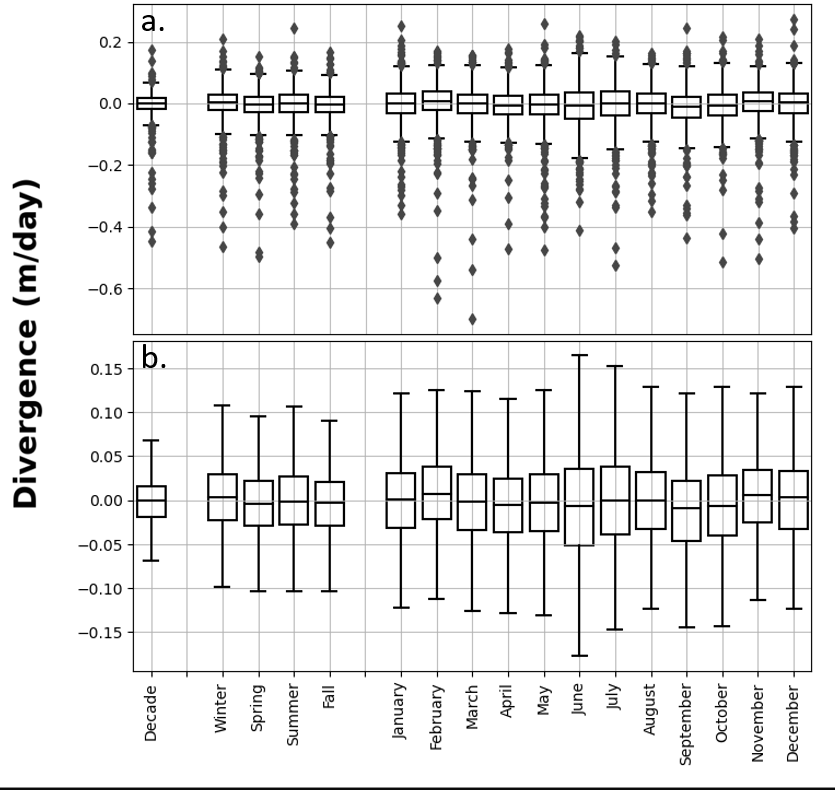 a.
0.2
0.0
−0.2
−0.4
−0.6
Divergence (m/day)
b.
0.15
0.10
0.05
0.00
−0.05
−0.10
−0.15
Decade
Winter
Spring
Summer
Fall
January
February
March
April
May
June
July
August
September
October
November
December